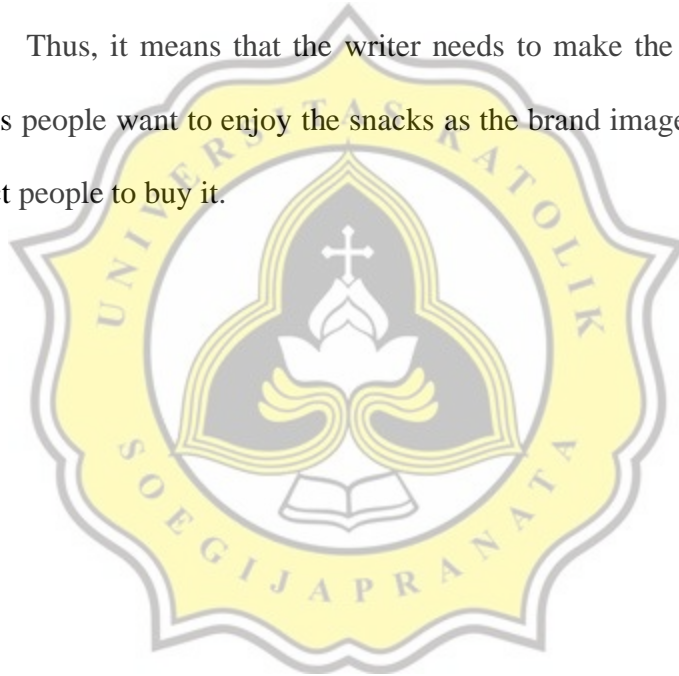 Thus, it means that the writer needs to make the
s people want to enjoy the snacks as the brand image
t people to buy it.
UNIVERSITAS KATOLIK
SOEGIJAPRANATA